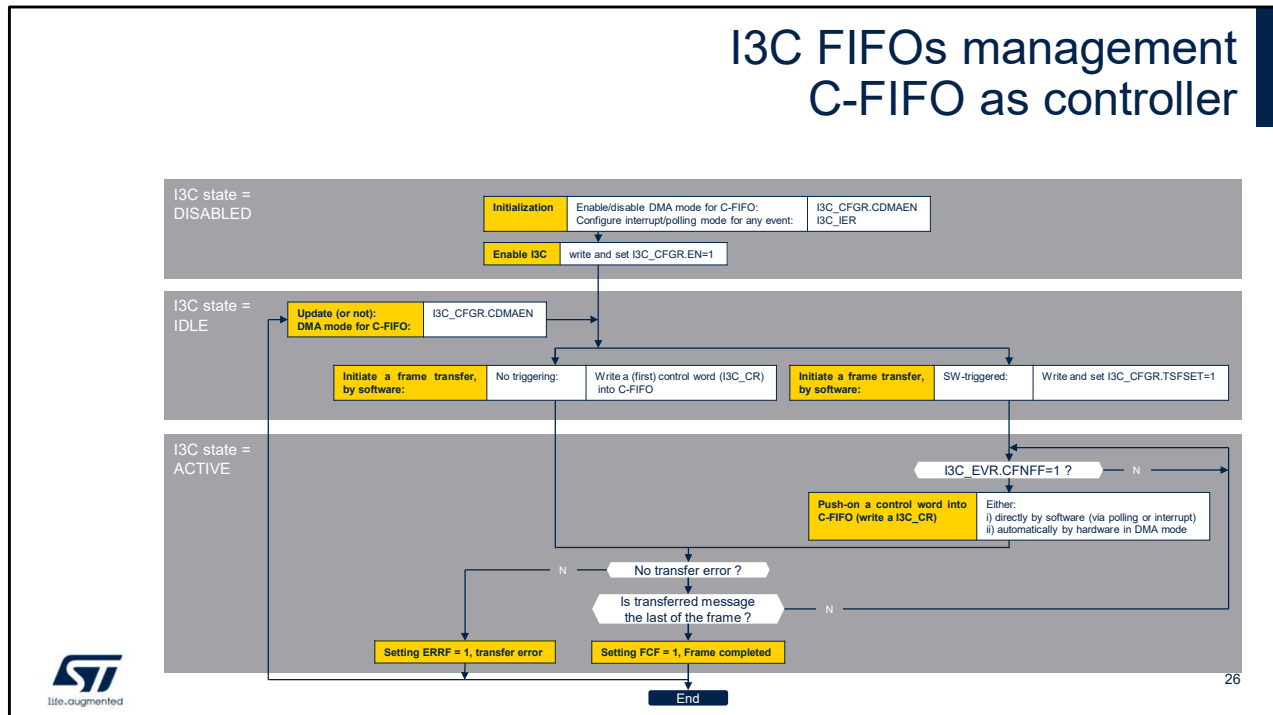 I3C FIFOs management
C-FIFO as controller
I3C state =
DISABLED
Initialization
Enable/disable DMA mode for C-FIFO:
I3C_CFGR.CDMAEN
Configure interrupt/polling mode for any event:
I3C_IER
Enable I3C
write and set I3C_CFGR.EN=1
I3C state =
IDLE
Update (or not):
DMA mode for C-FIFO:
I3C_CFGR.CDMAEN
Initiate a frame transfer,
by software:
No triggering:
Write a (first) control word (I3C_CR)
into C-FIFO
Initiate a frame transfer,
by software:
SW-triggered:
Write and set I3C_CFGR.TSFSET=1
I3C state =
ACTIVE
I3C_EVR.CFNFF=1 ?
N
Push-on a control word into
C-FIFO (write a I3C_CR)
Either:
i) directly by software (via polling or interrupt)
ii) automatically by hardware in DMA mode
N
No transfer error ?
Is transferred message
the last of the frame ?
N
Setting ERRF = 1, transfer error
Setting FCF = 1, Frame completed
End
26
ST
life.augmented